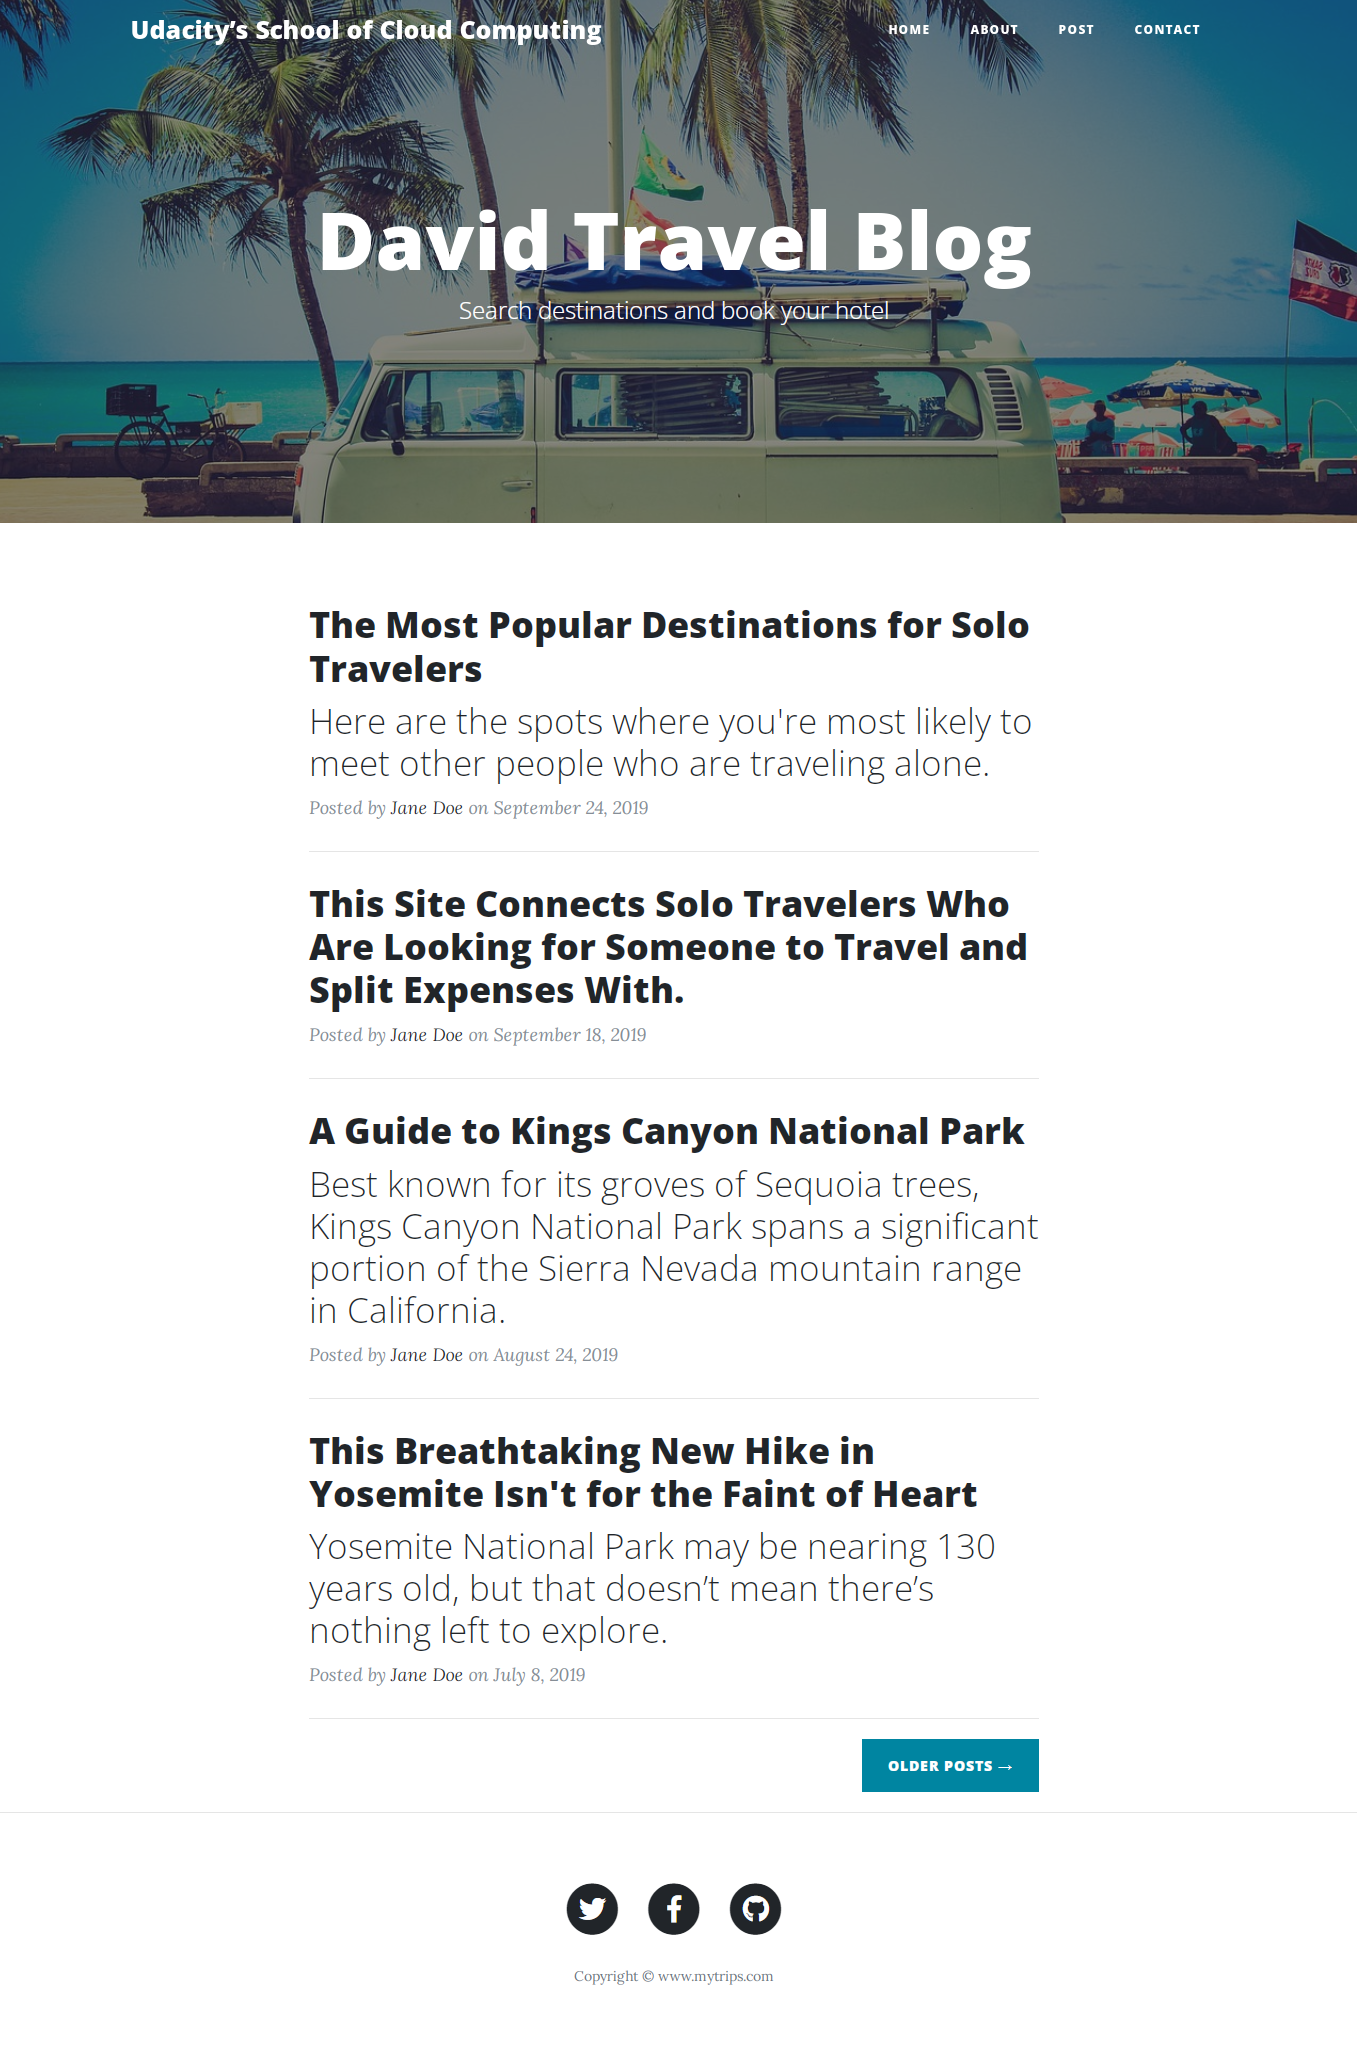 Udacity’s School of Cloud Computing
HOME ABOUT POST CONTACT
David Travel Blog
Search destinations and book your hotel
VISA
VISA
The Most Popular Destinations for Solo
Travelers
Here are the spots where you're most likely to
meet other people who are traveling alone.
Posted by Jane Doe on September 24, 2019
This Site Connects Solo Travelers Who
Are Looking for Someone to Travel and
Split Expenses With.
Posted by Jane Doe on September 18, 2019
A Guide to Kings Canyon National Park
Best known for its groves of Sequoia trees,
Kings Canyon National Park spans a significant
portion of the Sierra Nevada mountain range
in California.
Posted by Jane Doe on August 24, 2019
This Breathtaking New Hike in
Yosemite Isn't for the Faint of Heart
Yosemite National Park may be nearing 130
years old, but that doesn’t mean there’s
nothing left to explore.
Posted by Jane Doe on July 8, 2019
OLDER POSTS →
Copyright © www.mytrips.com